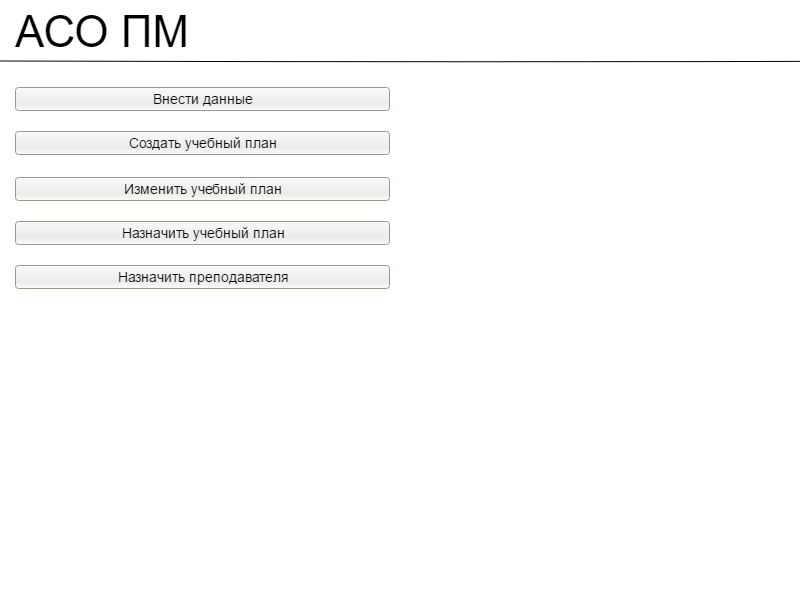 АСО ПМ
Внести данные
Создать учебный план
Изменить учебный план
Назначить учебный план
Назначить преподавателя